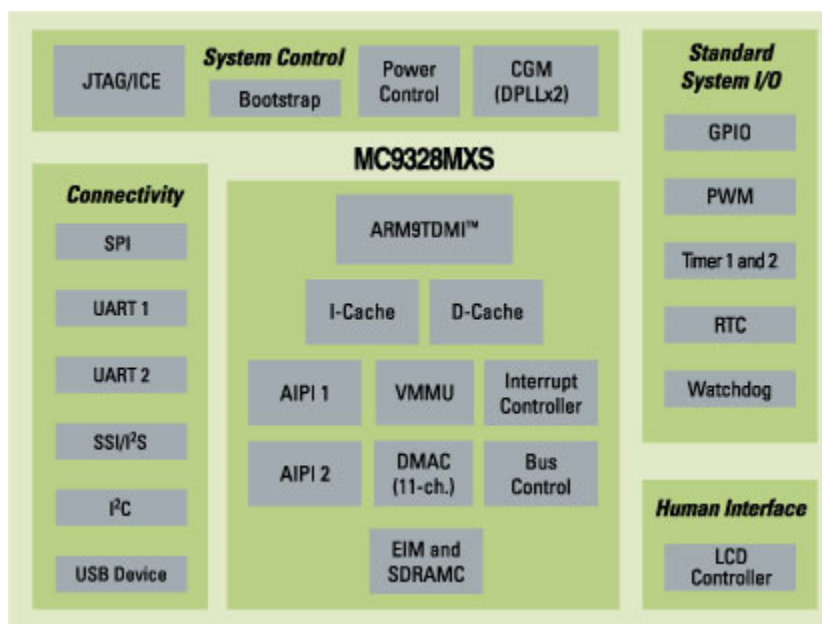 System Control
JTAG/ICE
Bootstrap
Power
Control
CGM
(DPLLx2)
Standard
System I/O
GPIO
PWM
Timer 1 and 2
RTC
Watchdog
MC9328MXS
Connectivity
SPI
UART 1
UART 2
SSI/I²S
I²C
USB Device
ARM9TDMI™
I-Cache
D-Cache
AIPI 1
VMMU
Interrupt
Controller
AIPI 2
DMAC
(11-ch.)
Bus
Control
EIM and
SDRAMC
Human Interface
LCD
Controller